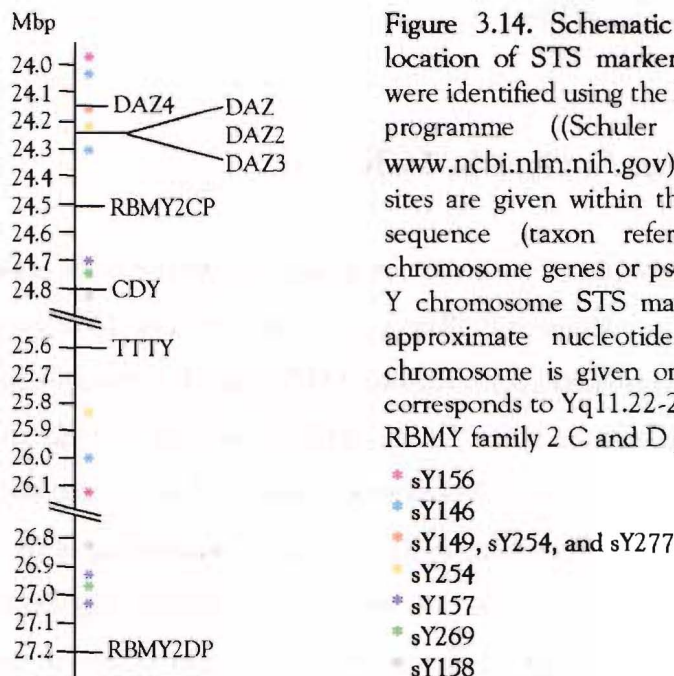 Mbp
24.0
24.1
24.2
24.3
24.4
24.5
24.6
24.7
24.8
25.6
25.7
25.8
25.9
26.0
26.1
26.8
26.9
27.0
27.1
27.2
DAZ4
DAZ
DAZ2
DAZ3
RBMY2CP
CDY
TTTY
RBMY2DP
Figure 3.14. Schematic
location of STS marker
were identified using the
programme ((Schuler
www.ncbi.nlm.nih.gov)
sites are given within th
sequence (taxon refer
chromosome genes or ps
Y chromosome STS ma
approximate nucleotide
chromosome is given or
corresponds to Yq11.22-2
RBMY family 2 C and D
* sY156
* sY146
* sY149, sY254, and sY277
* sY254
* sY157
* sY269
* sY158